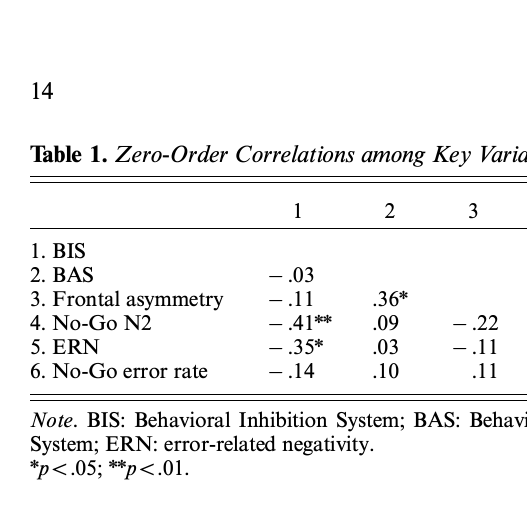 14
Table 1. Zero-Order Correlations among Key
1 2 3
1. BIS
2. BAS − .03
3. Frontal asymmetry − .11 .36*
4. No-Go N2 − .41** .09 − .22
5. ERN − .35* .03 − .11
6. No-Go error rate − .14 .10 .11
Note. BIS: Behavioral Inhibition System; BAS:
System; ERN: error-related negativity.
*p<.05; **p<.01.